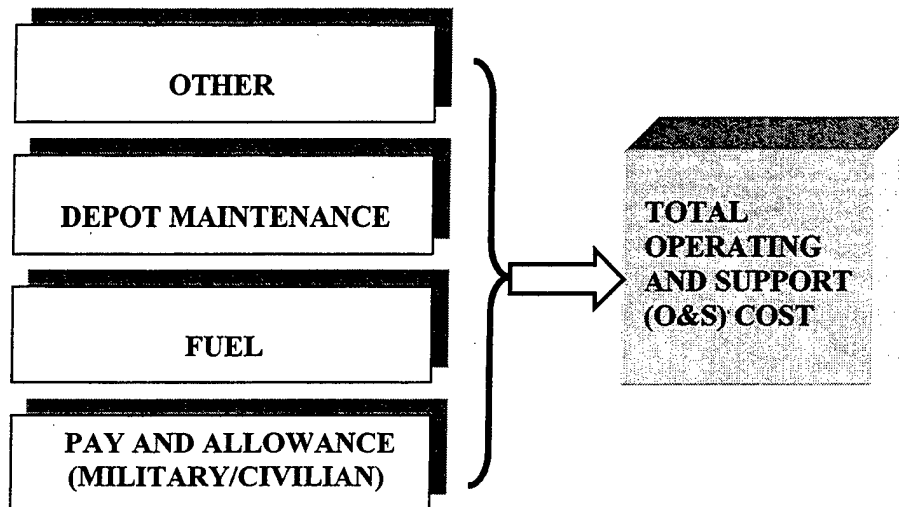 OTHER
DEPOT MAINTENANCE
FUEL
PAY AND ALLOWANCE
(MILITARY/CIVILIAN)
TOTAL
OPERATING
AND SUPPORT
(O&S) COST